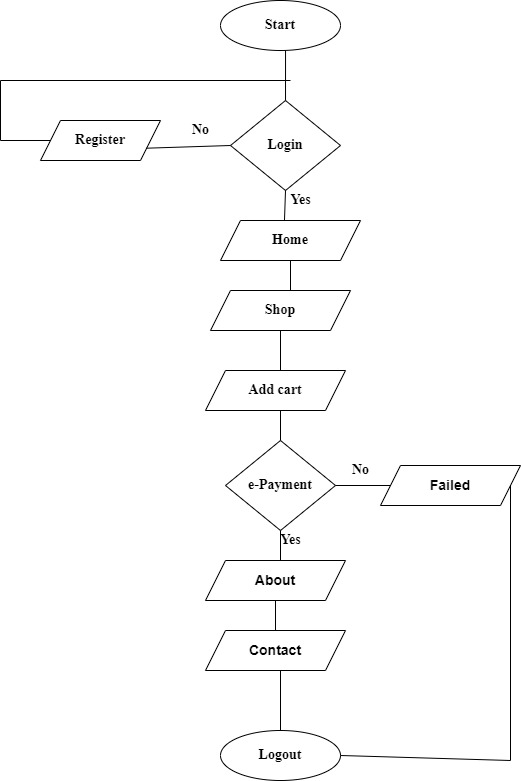 Start
Login
No
Register
Yes
Home
Shop
Add cart
e-Payment
No
Failed
Yes
About
Contact
Logout